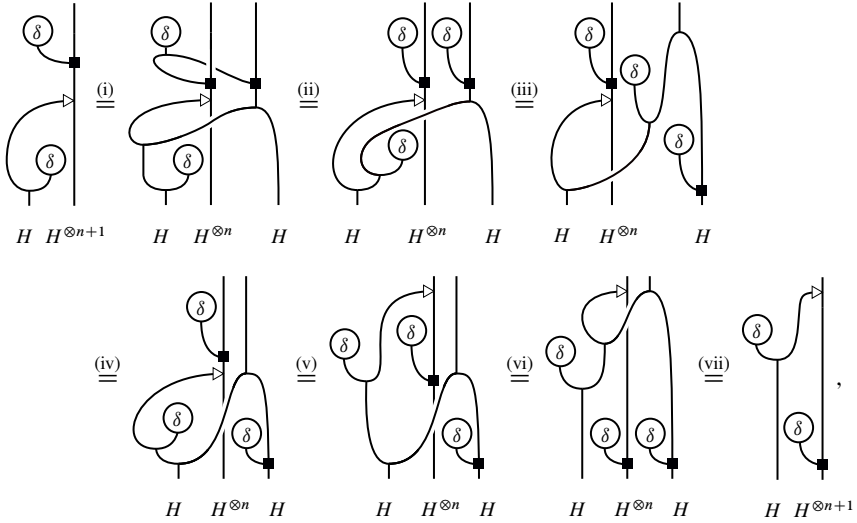 δ δ δ δ δ
(i) (ii) (iii)
= = =
δ δ δ δ δ
H H⊗n+1 H H⊗n H H H⊗n H H H⊗n H
δ δ
δ δ
(iv) (v) (vi) (vii)
= = = = ,
δ δ δ δ δ δ
H H⊗n H H H⊗n H H H⊗n H H H⊗n+1